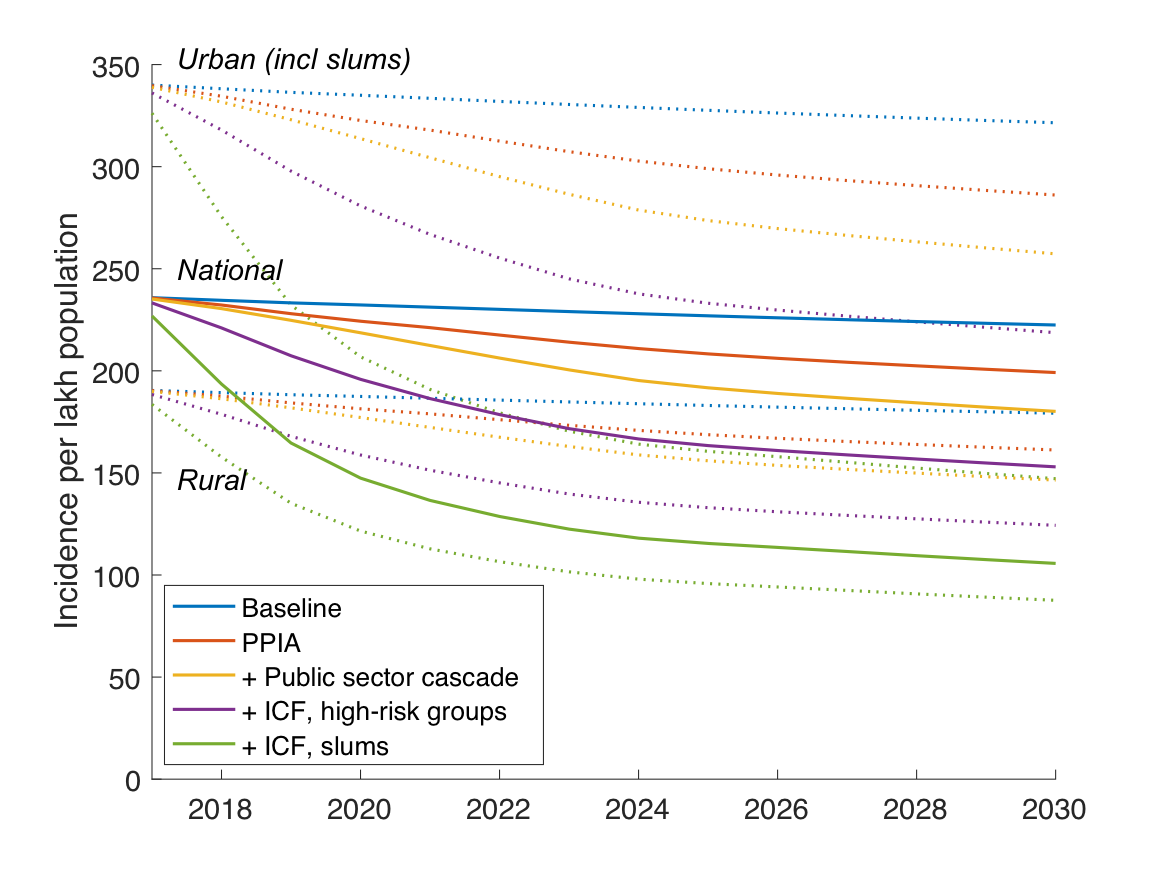 Urban (incl slums)
National
Rural
Incidence per lakh population
350
300
250
200
150
100
50
0
2018 2020 2022 2024 2026 2028 2030
Baseline
PPIA
+ Public sector cascade
+ ICF, high-risk groups
+ ICF, slums